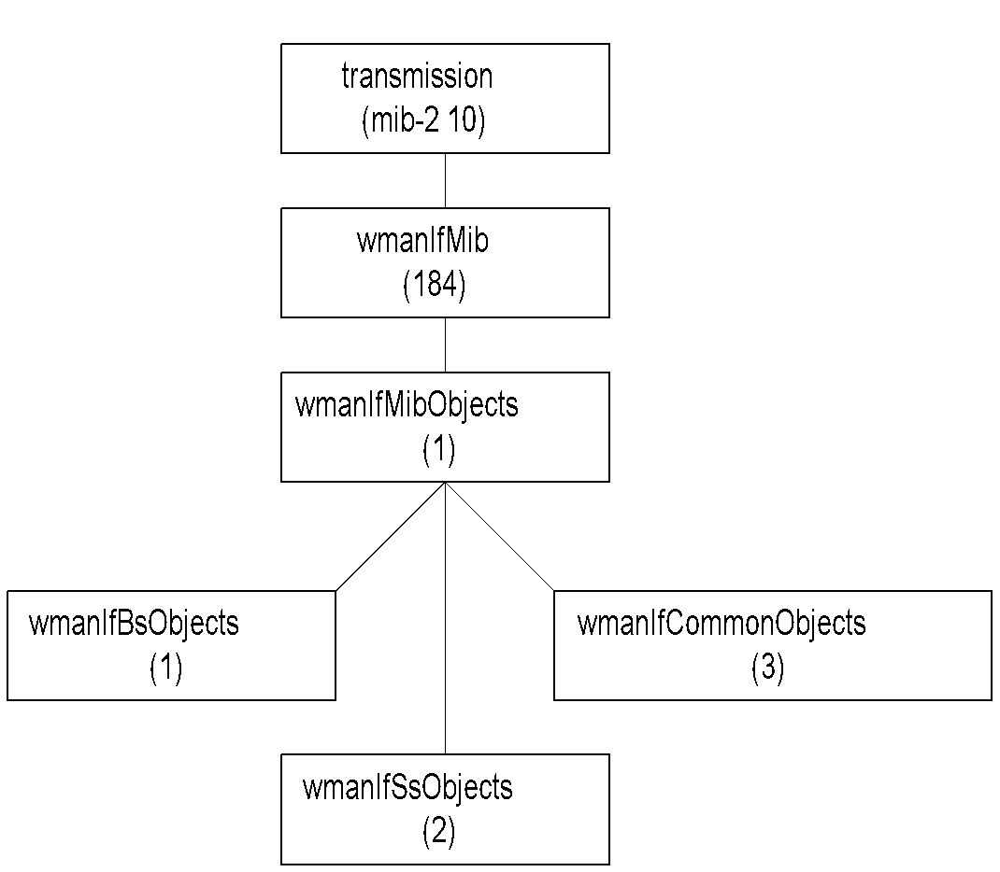 transmission
(mib-2 10)
wmanIfMib
(184)
wmanIfMibObjects
(1)
wmanIfBsObjects
(1)
wmanIfCommonObjects
(3)
wmanIfSsObjects
(2)